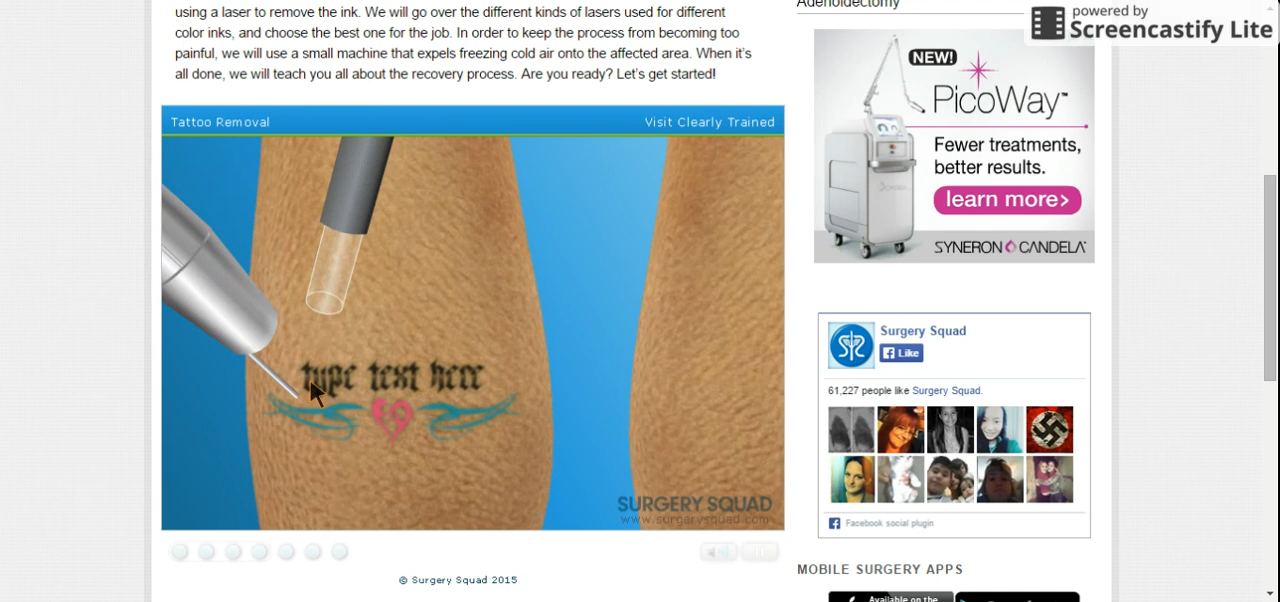 using a laser to remove the ink. We will go over the different kinds of lasers used for different
color inks, and choose the best one for the job. In order to keep the process from becoming too
painful, we will use a small machine that expels freezing cold air onto the affected area. When it's
all done, we will teach you all about the recovery process. Are you ready? Let's get started!
Tattoo Removal
Visit Clearly Trained
type text here
SURGERY SQUAD
www.surgerysquad.com
© Surgery Squad 2015
Adenoidectomy
powered by
Screencastify Lite
NEW!
PicoWay™
Fewer treatments,
better results.
learn more>
SYNERON CANDELA
Surgery Squad
Like
61,227 people like Surgery Squad.
Facebook social plugin
MOBILE SURGERY APPS
Available on the